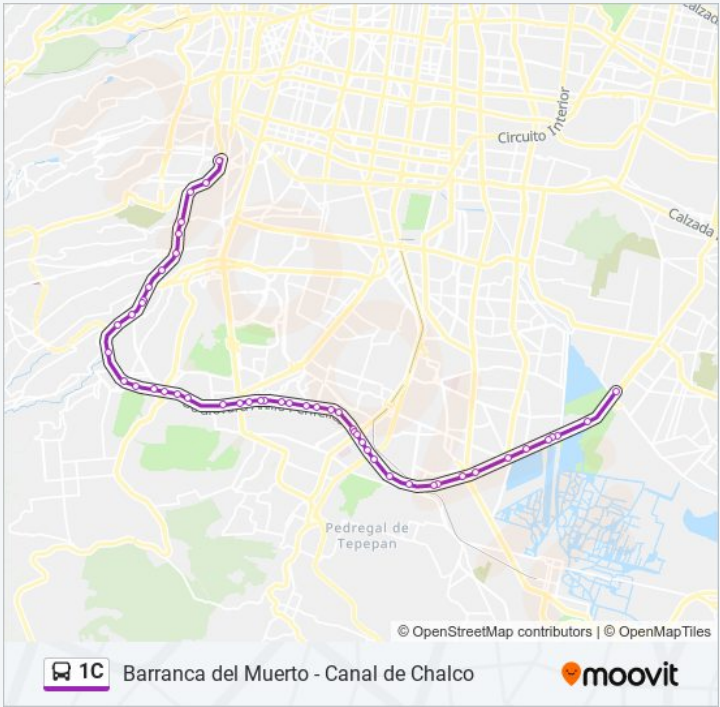 Calzada
Circuito Interior
Calzada
Pedregal de
Tepepan
© OpenStreetMap contributors | © OpenMapTiles
1C Barranca del Muerto - Canal de Chalco
moovit